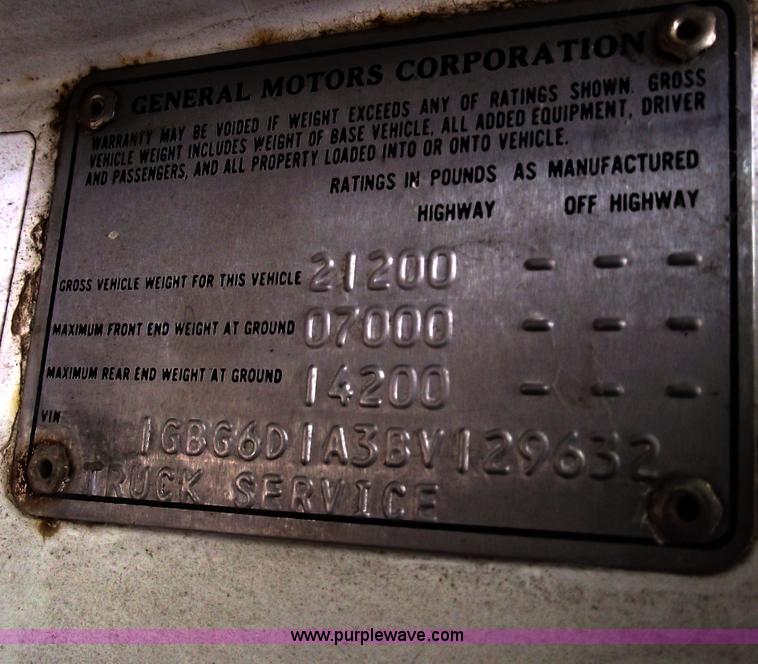 GENERAL MOTORS CORPORATION
WARRANTY MAY BE VOIDED IF WEIGHT EXCEEDS ANY OF RATINGS SHOWN. GROSS
VEHICLE WEIGHT INCLUDES WEIGHT OF BASE VEHICLE, ALL ADDED EQUIPMENT, DRIVER
AND PASSENGERS, AND ALL PROPERTY LOADED INTO OR ONTO VEHICLE.
RATINGS IN POUNDS AS MANUFACTURED
HIGHWAY OFF HIGHWAY
GROSS VEHICLE WEIGHT FOR THIS VEHICLE 21200 - - -
MAXIMUM FRONT END WEIGHT AT GROUND 07000 - - -
MAXIMUM REAR END WEIGHT AT GROUND 14200 - - -
VIN
1GBG6D1A3BV129632
TRUCK SERVICE
www.purplewave.com